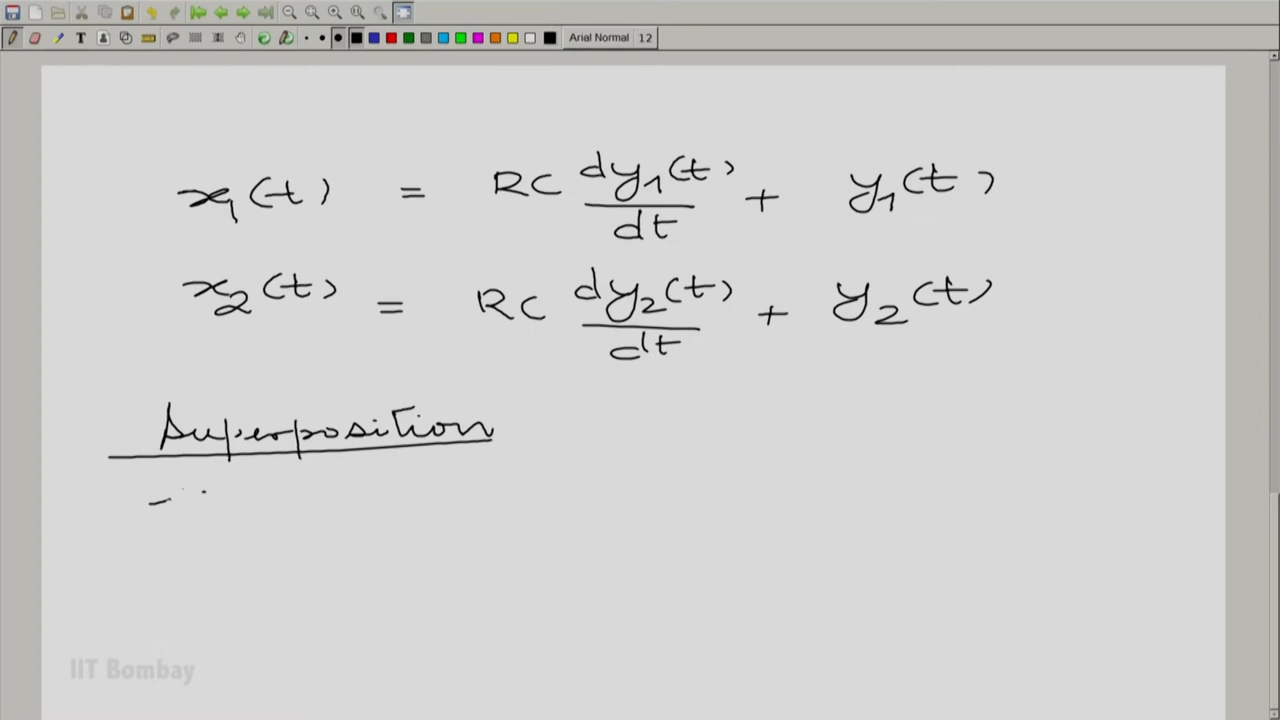 Arial Normal 12
x₁(t) = RC dy₁(t)/dt + y₁(t)
x₂(t) = RC dy₂(t)/dt + y₂(t)
Superposition
IIT Bombay